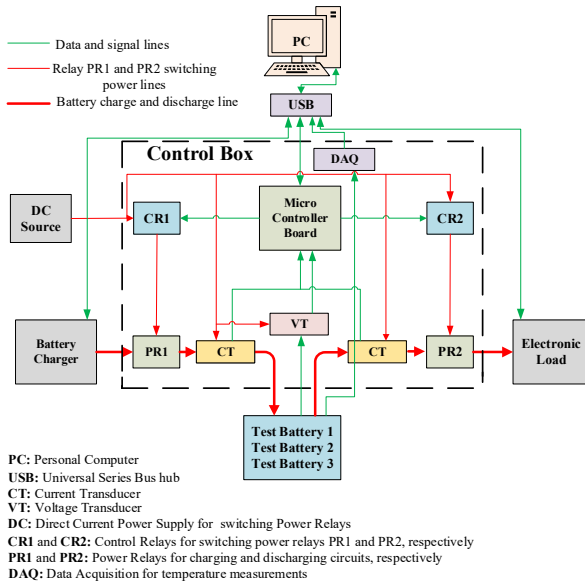 Data and signal lines
Relay PR1 and PR2 switching
power lines
Battery charge and discharge line
PC
USB
Control Box
DAQ
DC
Source
CR1
Micro
Controller
Board
CR2
VT
Battery
Charger
PR1
CT
CT
PR2
Electronic
Load
Test Battery 1
Test Battery 2
Test Battery 3
PC: Personal Computer
USB: Universal Series Bus hub
CT: Current Transducer
VT: Voltage Transducer
DC: Direct Current Power Supply for switching Power Relays
CR1 and CR2: Control Relays for switching power relays PR1 and PR2, respectively
PR1 and PR2: Power Relays for charging and discharging circuits, respectively
DAQ: Data Acquisition for temperature measurements